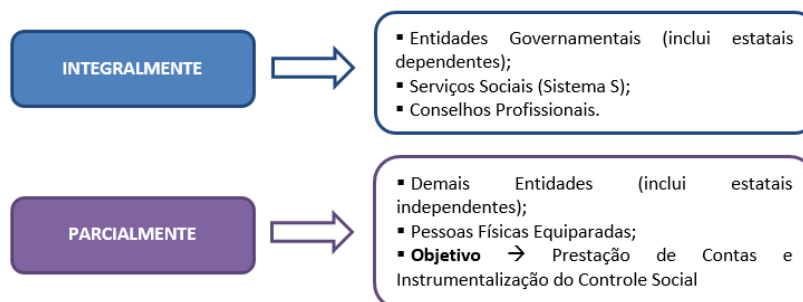 INTEGRALMENTE
▪ Entidades Governamentais (inclui estatais
dependentes);
▪ Serviços Sociais (Sistema S);
▪ Conselhos Profissionais.
PARCIALMENTE
▪ Demais Entidades (inclui estatais
independentes);
▪ Pessoas Físicas Equiparadas;
▪ Objetivo → Prestação de Contas e
Instrumentalização do Controle Social